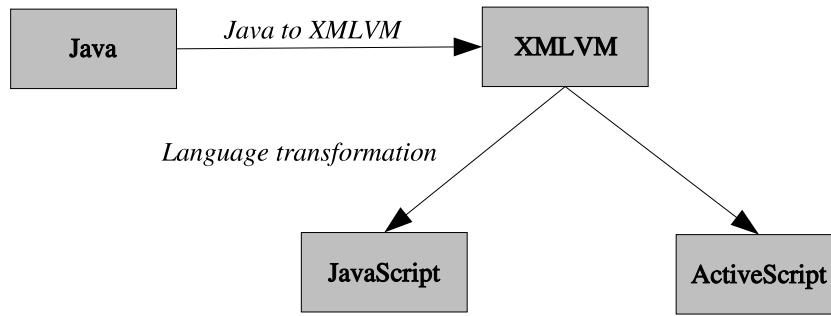 Java
Java to XMLVM
XMLVM
Language transformation
JavaScript
ActiveScript